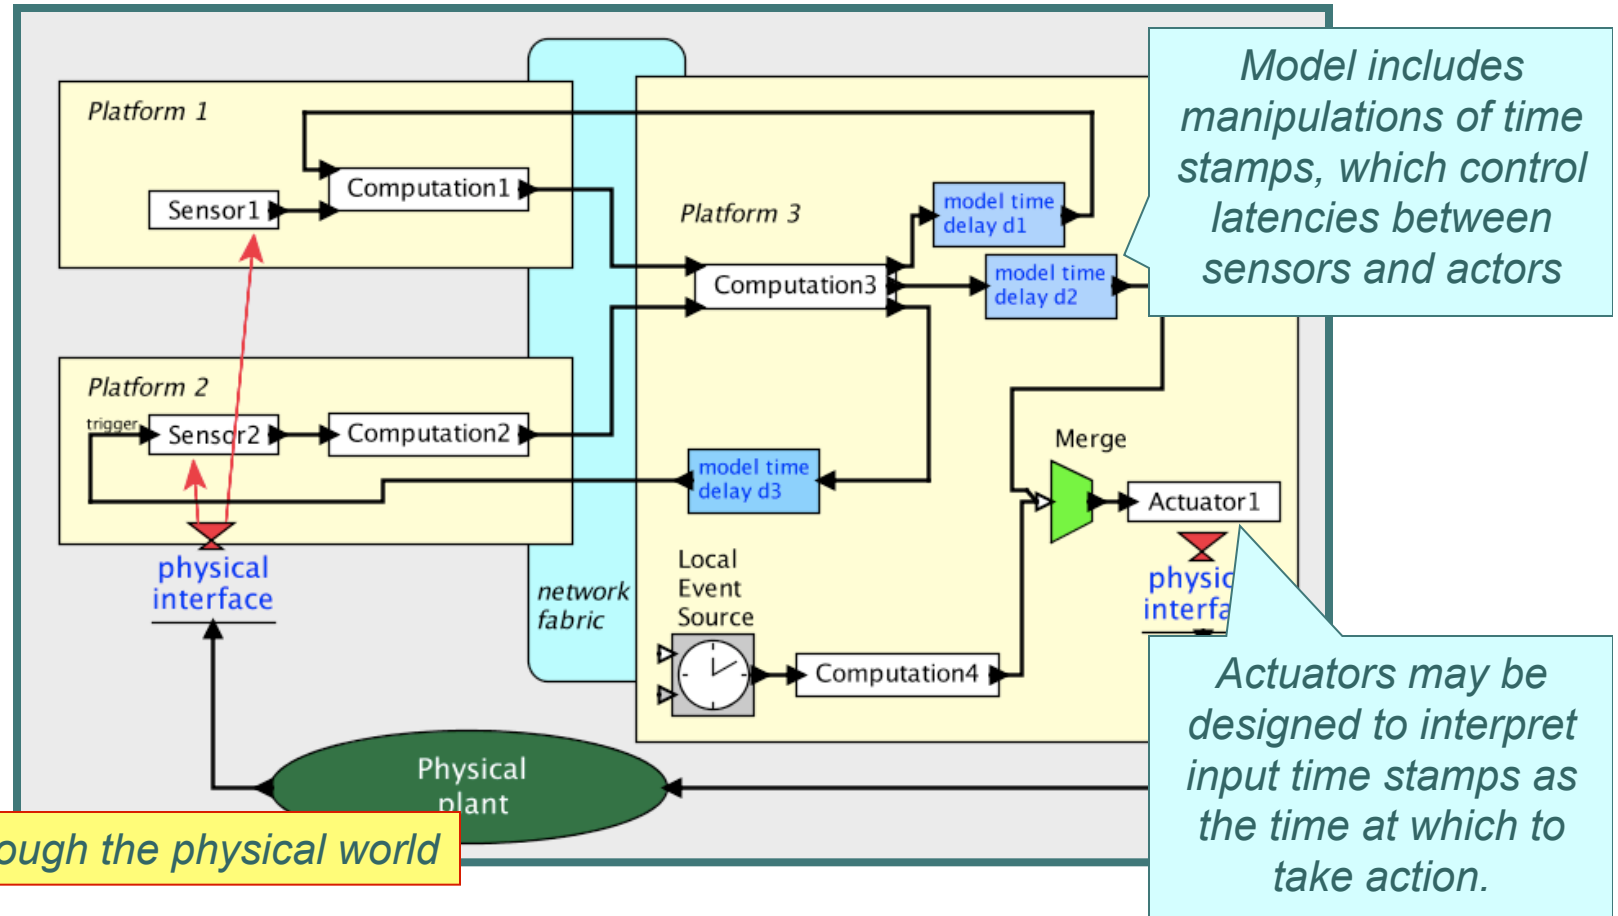 Platform 1
Sensor1
Computation1
Platform 2
trigger
Sensor2
Computation2
physical
interface
network
fabric
Platform 3
Computation3
model time
delay d1
model time
delay d2
model time
delay d3
Merge
Actuator1
Local
Event
Source
Computation4
Physical
plant
the physical world
Model includes
manipulations of time
stamps, which control
latencies between
sensors and actors
Actuators may be
designed to interpret
input time stamps as
the time at which to
take action.